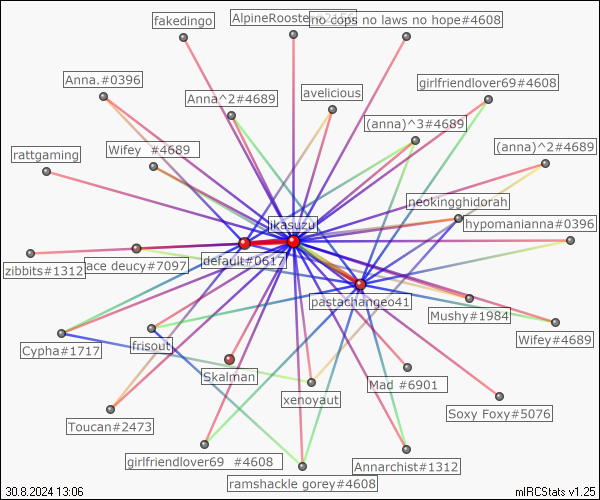 fakedingo
AlpineRooste
no cops no laws no hope#4608
Anna.#0396
girlfriendlover69#4608
avelicious
Anna^2#4689
(anna)^3#4689
Wifey #4689
(anna)^2#4689
rattgaming
neokingghidorah
jkasuzu
hypomanianna#0396
default#0617
zibbits#1312
ace deucy#7097
pastachangeo41
Mushy#1984
Wifey#4689
Cypha#1717
frisout
Skalman
Mad #6901
xenoyaut
Soxy Foxy#5076
Toucan#2473
girlfriendlover69 #4608
Annarchist#1312
ramshackle gorey#4608
30.8.2024 13:06
mIRCStats v1.25